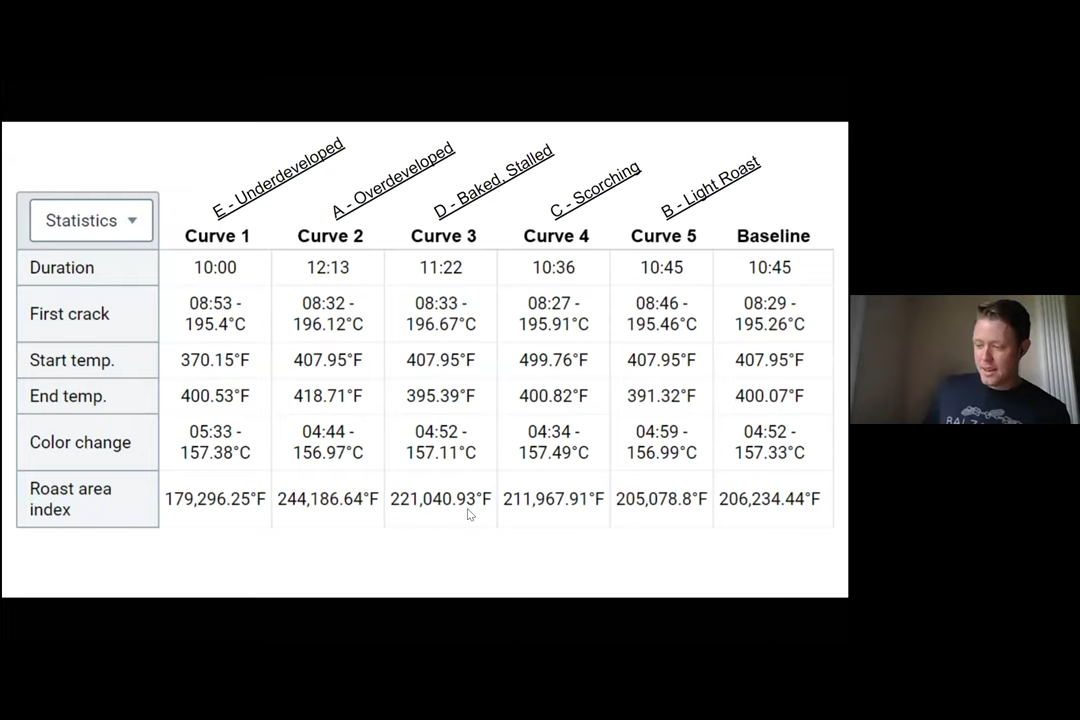 E - Underdeveloped
A - Overdeveloped
D - Baked, Stalled
C - Scorching
B - Light Roast
Statistics
Curve 1 Curve 2 Curve 3 Curve 4 Curve 5 Baseline
Duration 10:00 12:13 11:22 10:36 10:45 10:45
First crack
08:53 - 08:32 - 08:33 - 08:27 - 08:46 - 08:29 -
195.4°C 196.12°C 196.67°C 195.91°C 195.46°C 195.26°C
Start temp. 370.15°F 407.95°F 407.95°F 499.76°F 407.95°F 407.95°F
End temp. 400.53°F 418.71°F 395.39°F 400.82°F 391.32°F 400.07°F
Color change
05:33 - 04:44 - 04:52 - 04:34 - 04:59 - 04:52 -
157.38°C 156.97°C 157.11°C 157.49°C 156.99°C 157.33°C
Roast area
index
179,296.25°F 244,186.64°F 221,040.93°F 211,967.91°F 205,078.8°F 206,234.44°F